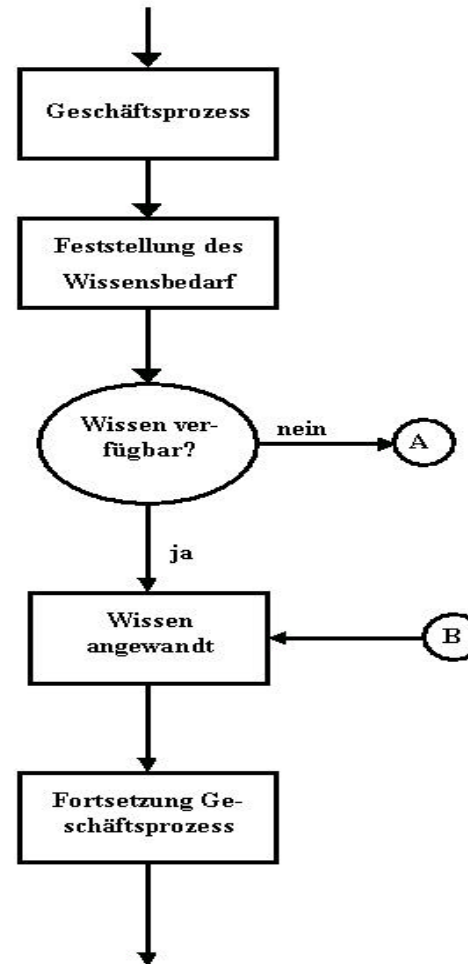 Geschäftsprozess
Feststellung des
Wissensbedarf
Wissen ver-
fügbar?
nein
A
ja
Wissen
angewandt
B
Fortsetzung Ge-
schäftsprozess